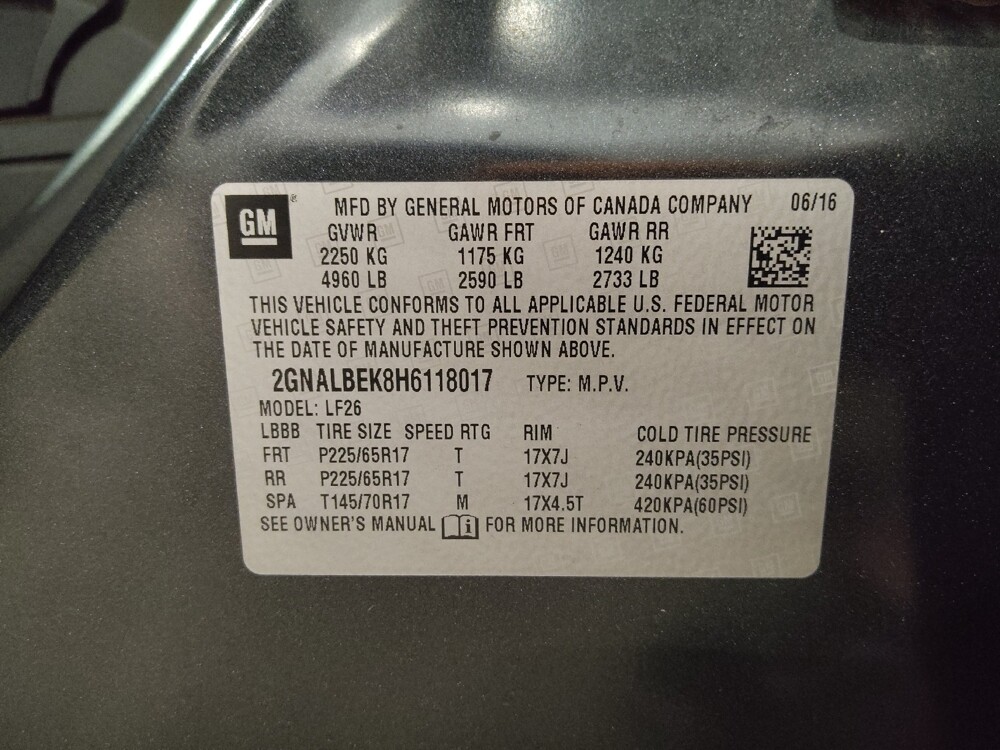 GM
®
MFD BY GENERAL MOTORS OF CANADA COMPANY 06/16
GVWR GAWR FRT GAWR RR
2250 KG 1175 KG 1240 KG
4960 LB 2590 LB 2733 LB
THIS VEHICLE CONFORMS TO ALL APPLICABLE U.S. FEDERAL MOTOR
VEHICLE SAFETY AND THEFT PREVENTION STANDARDS IN EFFECT ON
THE DATE OF MANUFACTURE SHOWN ABOVE.
2GNALBEK8H6118017 TYPE: M.P.V.
MODEL: LF26
LBBB TIRE SIZE SPEED RTG RIM COLD TIRE PRESSURE
FRT P225/65R17 T 17X7J 240KPA(35PSI)
RR P225/65R17 T 17X7J 240KPA(35PSI)
SPA T145/70R17 M 17X4.5T 420KPA(60PSI)
SEE OWNER'S MANUAL i FOR MORE INFORMATION.